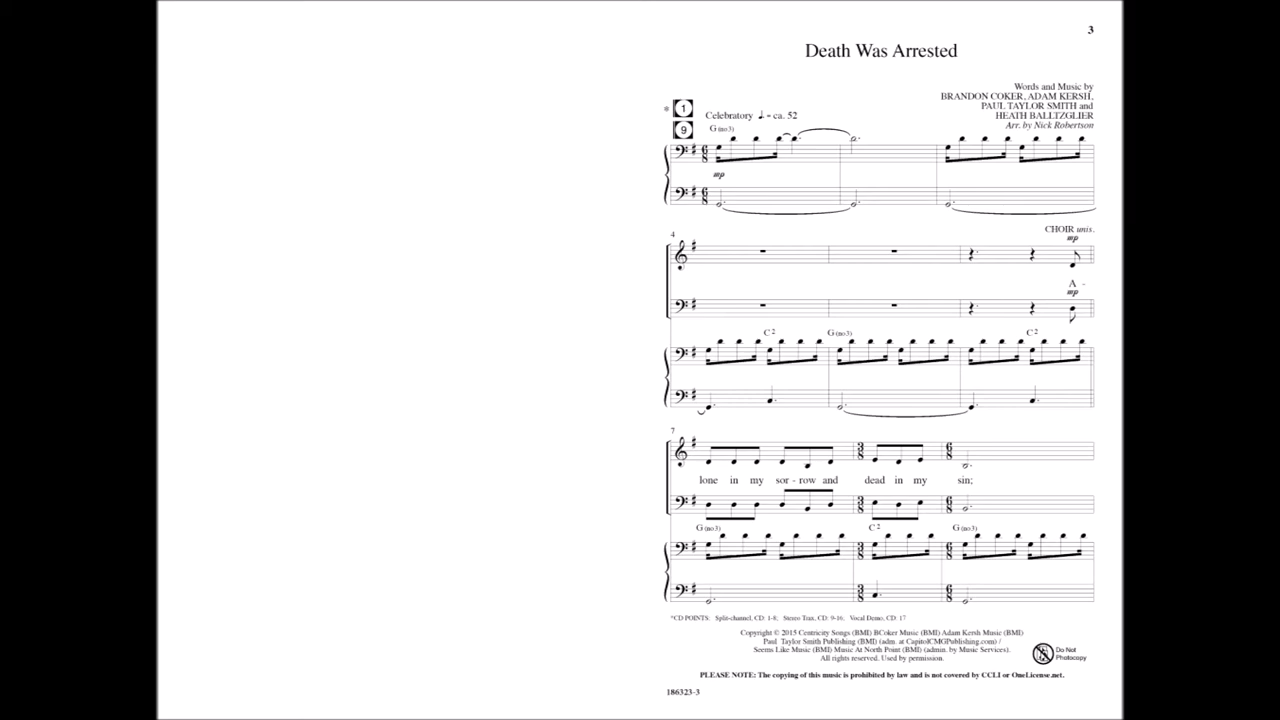 3
Death Was Arrested
Words and Music by
BRANDON COKER, ADAM KERSH,
PAUL TAYLOR SMITH and
HEATH BALLTZGLIER
Arr. by Nick Robertson
* 1
9
Celebratory ♩. = ca. 52
G(no3)
mp
4
CHOIR unis.
mp
A -
mp
C2 G(no3) C2
7
lone in my sor - row and dead in my sin;
G(no3) C2 G(no3)
*CD POINTS: Split-channel, CD: 1-8; Stereo Trax, CD: 9-16, Vocal Demo, CD: 17
Copyright © 2015 Centricity Songs (BMI) BCoker Music (BMI) Adam Kersh Music (BMI)
Paul Taylor Smith Publishing (BMI) (adm. at CapitolCMGPublishing.com) /
Seems Like Music (BMI) Music At North Point (BMI) (admin. by Music Services).
All rights reserved. Used by permission.
Do Not
Photocopy
PLEASE NOTE: The copying of this music is prohibited by law and is not covered by CCLI or OneLicense.net.
186323-3